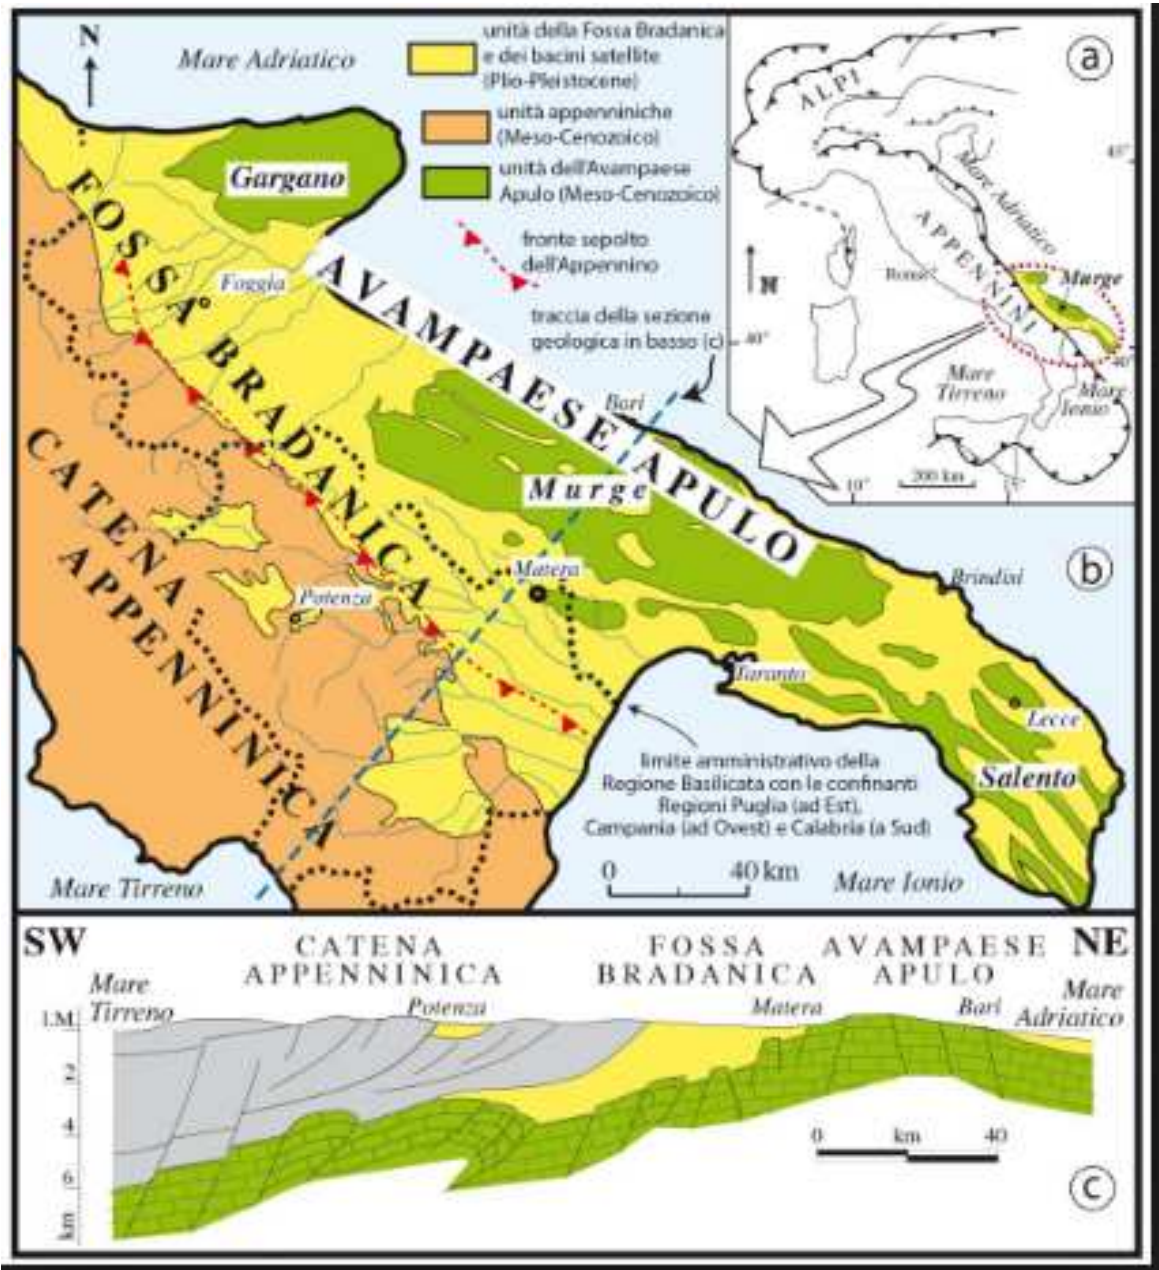 N
Mare Adriatico
unità della Fossa Bradanica
e dei bacini satellite
(Plio-Pleistocene)
unità appenniniche
(Meso-Cenozoico)
unità dell'Avampaese
Apulo (Meso-Cenozoico)
fronte sepolto
dell'Appennino
traccia della sezione
geologica in basso (c)
a
ALPI
45°
Mare Adriatico
APPENNINI
Roma
Murge
N
40°
40°
Mare
Tirreno
Mare
Ionio
200 km
10°
15°
Gargano
FOSSA BRADANICA
Foggia
AVAMPAESE APULO
Bari
Murge
CATENA
APPENNINICA
Potenza
Matera
b
Brindisi
Taranto
Lecce
Salento
limite amministrativo della
Regione Basilicata con le confinanti
Regioni Puglia (ad Est),
Campania (ad Ovest) e Calabria (a Sud)
0 40 km
Mare Tirreno
Mare Ionio
SW
CATENA
APPENNINICA
FOSSA
BRADANICA
AVAMPAESE
APULO
NE
Mare
Tirreno
Potenza
Matera
Bari
Mare
Adriatico
l.M
2
4
6
km
0 km 40
c